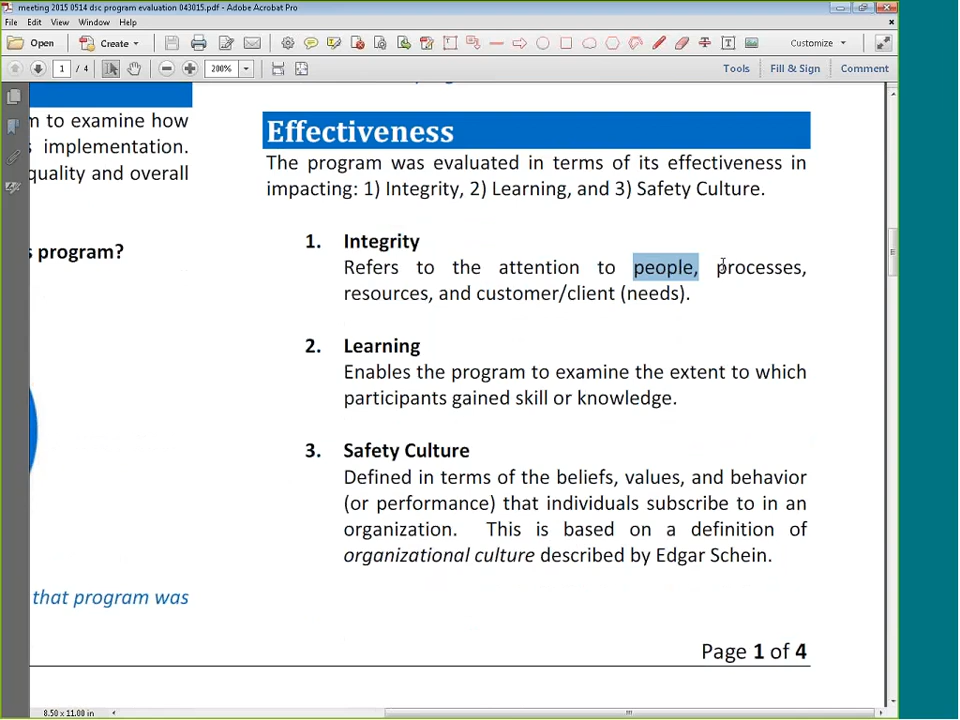 meeting 2015 0514 dsc program evaluation 043015.pdf - Adobe Acrobat Pro
File Edit View Window Help
Open Create Customize
1 / 4 200% Tools Fill & Sign Comment
m to examine how
implementation.
quality and overall
s program?
that program was
Effectiveness
The program was evaluated in terms of its effectiveness in
impacting: 1) Integrity, 2) Learning, and 3) Safety Culture.
1. Integrity
Refers to the attention to people, processes,
resources, and customer/client (needs).
2. Learning
Enables the program to examine the extent to which
participants gained skill or knowledge.
3. Safety Culture
Defined in terms of the beliefs, values, and behavior
(or performance) that individuals subscribe to in an
organization. This is based on a definition of
organizational culture described by Edgar Schein.
Page 1 of 4
8.50 x 11.00 in